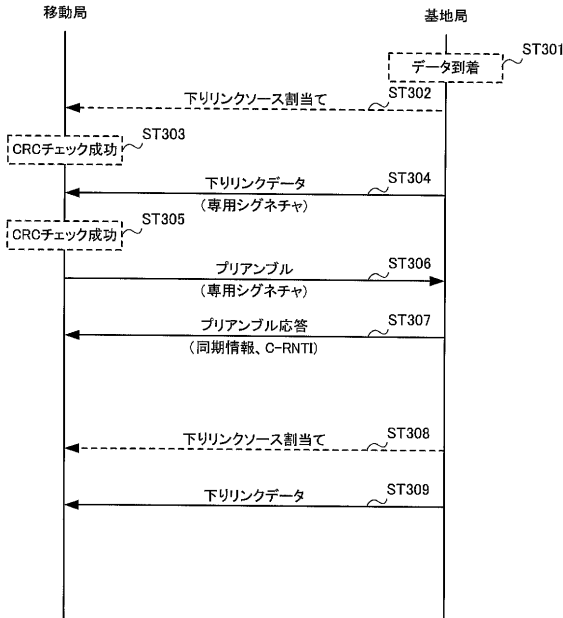 移動局
基地局
データ到着
ST301
下りリンクソース割当て
ST302
CRCチェック成功
ST303
下りリンクデータ
ST304
(専用シグネチャ)
CRCチェック成功
ST305
プリアンブル
ST306
(専用シグネチャ)
プリアンブル応答
ST307
(同期情報、C-RNTI)
下りリンクソース割当て
ST308
下りリンクデータ
ST309